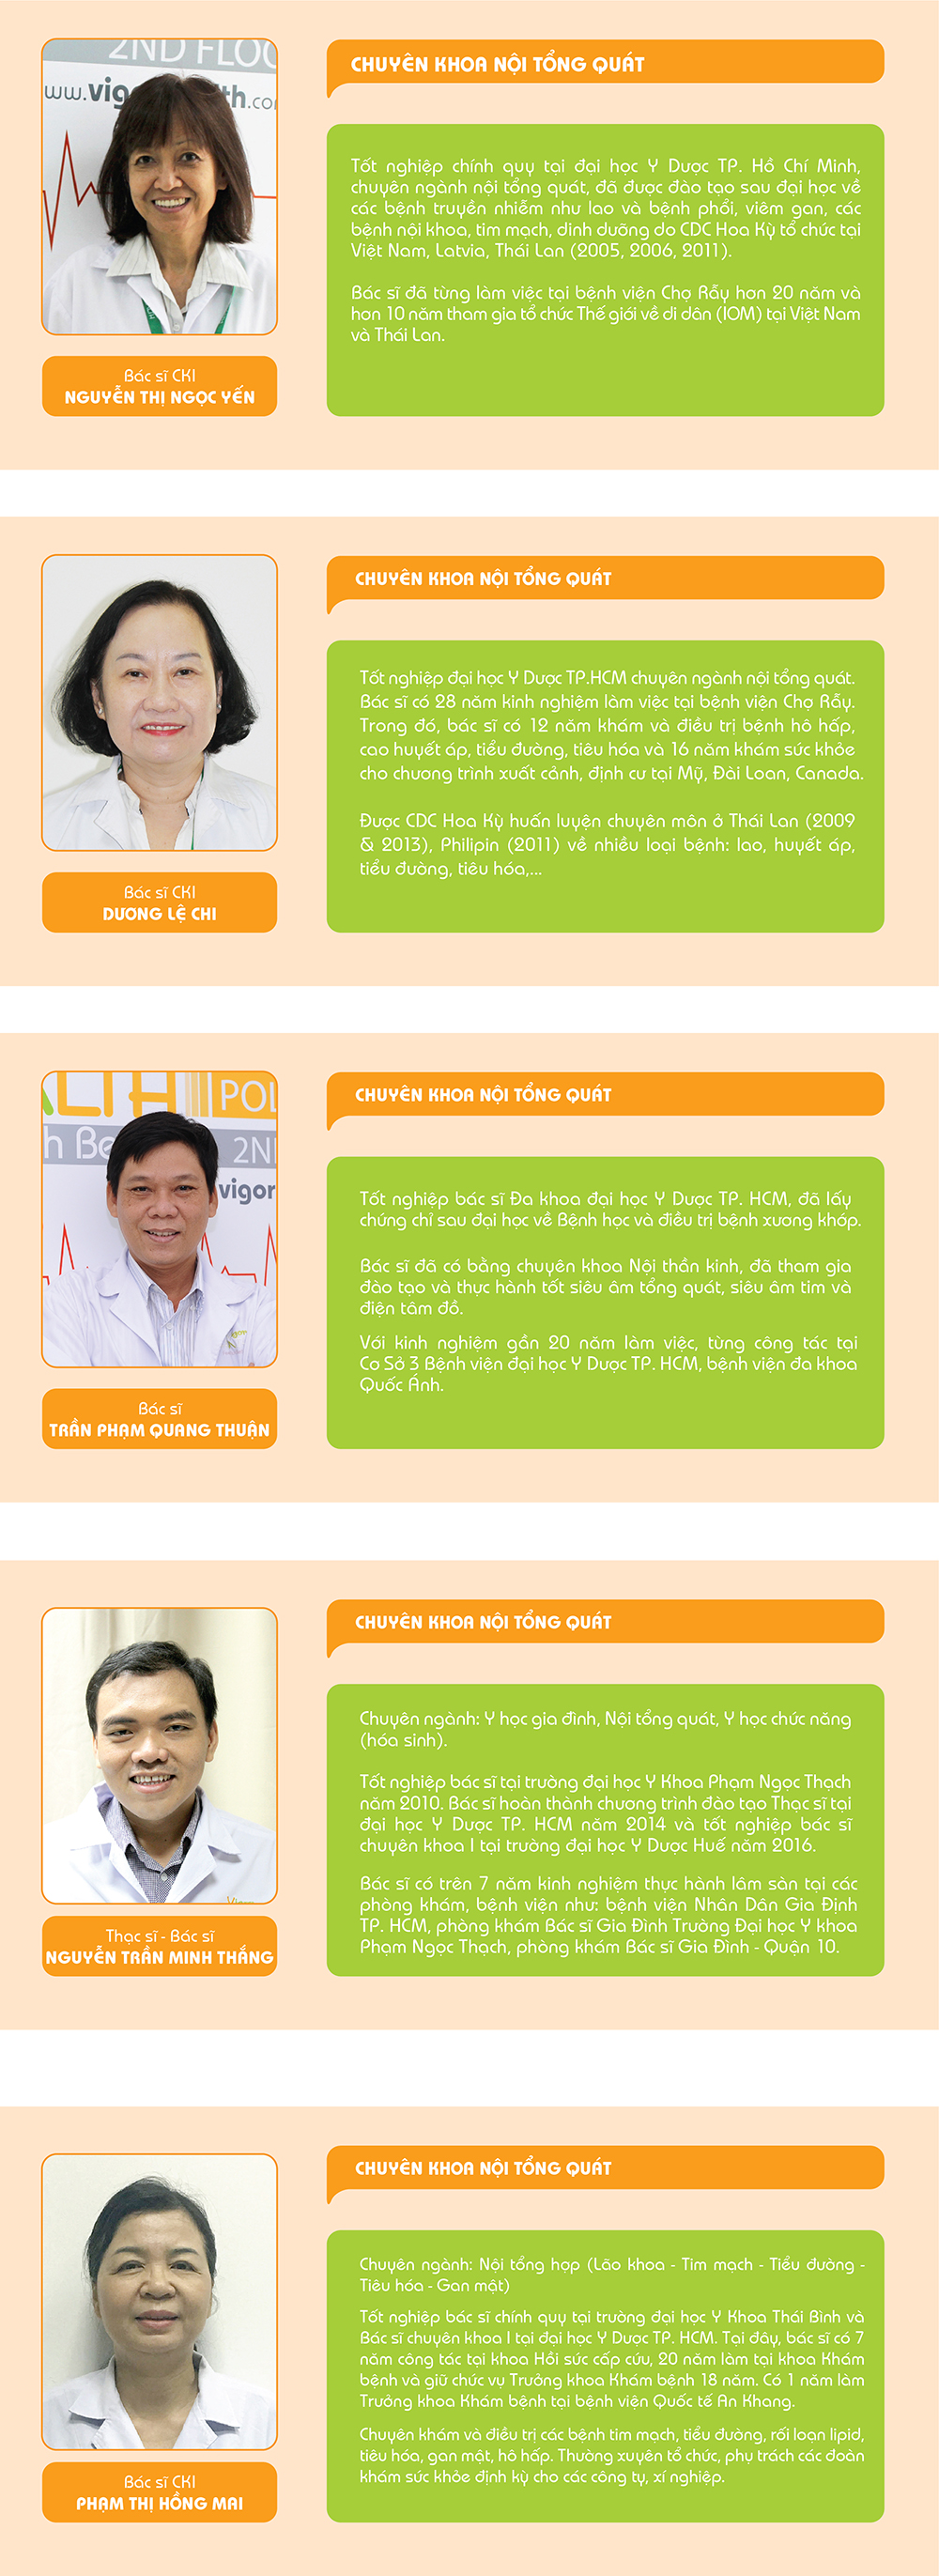 2ND FLOO
www.vigor
th.co
CHUYÊN KHOA NỘI TỔNG QUÁT
Tốt nghiệp chính quy tại đại học Y Dược TP. Hồ Chí Minh,
chuyên ngành nội tổng quát, đã được đào tạo sau đại học về
các bệnh truyền nhiễm như lao và bệnh phổi, viêm gan, các
bệnh nội khoa, tim mạch, dinh dưỡng do CDC Hoa Kỳ tổ chức tại
Việt Nam, Latvia, Thái Lan (2005, 2006, 2011).
Bác sĩ đã từng làm việc tại bệnh viện Chợ Rẫy hơn 20 năm và
hơn 10 năm tham gia tổ chức Thế giới về di dân (IOM) tại Việt Nam
và Thái Lan.
Bác sĩ CKI
NGUYỄN THỊ NGỌC YẾN
CHUYÊN KHOA NỘI TỔNG QUÁT
Tốt nghiệp đại học Y Dược TP.HCM chuyên ngành nội tổng quát.
Bác sĩ có 28 năm kinh nghiệm làm việc tại bệnh viện Chợ Rẫy.
Trong đó, bác sĩ có 12 năm khám và điều trị bệnh hô hấp,
cao huyết áp, tiểu đường, tiêu hóa và 16 năm khám sức khỏe
cho chương trình xuất cảnh, định cư tại Mỹ, Đài Loan, Canada.
Được CDC Hoa Kỳ huấn luyện chuyên môn ở Thái Lan (2009
& 2013), Philipin (2011) về nhiều loại bệnh: lao, huyết áp,
tiểu đường, tiêu hóa,...
Bác sĩ CKI
DƯƠNG LỆ CHI
LTH
POL
h Be
2N
vigor
CHUYÊN KHOA NỘI TỔNG QUÁT
Tốt nghiệp bác sĩ Đa khoa đại học Y Dược TP. HCM, đã lấy
chứng chỉ sau đại học về Bệnh học và điều trị bệnh xương khóp.
Bác sĩ đã có bằng chuyên khoa Nội thần kinh, đã tham gia
đào tạo và thực hành tốt siêu âm tổng quát, siêu âm tim và
điện tâm đồ.
Với kinh nghiệm gần 20 năm làm việc, từng công tác tại
Cơ Sở 3 Bệnh viện đại học Y Dược TP. HCM, bệnh viện đa khoa
Quốc Ánh.
Bác sĩ
TRẦN PHẠM QUANG THUẬN
CHUYÊN KHOA NỘI TỔNG QUÁT
Chuyên ngành: Y học gia đình, Nội tổng quát, Y học chức năng
(hóa sinh).
Tốt nghiệp bác sĩ tại trường đại học Y Khoa Phạm Ngọc Thạch
năm 2010. Bác sĩ hoàn thành chương trình đào tạo Thạc sĩ tại
đại học Y Dược TP. HCM năm 2014 và tốt nghiệp bác sĩ
chuyên khoa I tại trường đại học Y Dược Huế năm 2016.
Bác sĩ có trên 7 năm kinh nghiệm thực hành lâm sàn tại các
phòng khám, bệnh viện như: bệnh viện Nhân Dân Gia Định
TP. HCM, phòng khám Bác sĩ Gia Đình Trường Đại học Y khoa
Phạm Ngọc Thạch, phòng khám Bác sĩ Gia Đình - Quận 10.
Thạc sĩ - Bác sĩ
NGUYỄN TRẦN MINH THẮNG
CHUYÊN KHOA NỘI TỔNG QUÁT
Chuyên ngành: Nội tổng hợp (Lão khoa - Tim mạch - Tiểu đường -
Tiêu hóa - Gan mật)
Tốt nghiệp bác sĩ chính quy tại trường đại học Y Khoa Thái Bình và
Bác sĩ chuyên khoa I tại đại học Y Dược TP. HCM. Tại đây, bác sĩ có 7
năm công tác tại khoa Hồi sức cấp cứu, 20 năm làm tại khoa Khám
bệnh và giữ chức vụ Trưởng khoa Khám bệnh 18 năm. Có 1 năm làm
Trưởng khoa Khám bệnh tại bệnh viện Quốc tế An Khang.
Chuyên khám và điều trị các bệnh tim mạch, tiểu đường, rối loạn lipid,
tiêu hóa, gan mật, hô hấp. Thường xuyên tổ chức, phụ trách các đoàn
khám sức khỏe định kỳ cho các công ty, xí nghiệp.
Bác sĩ CKI
PHẠM THỊ HỒNG MAI